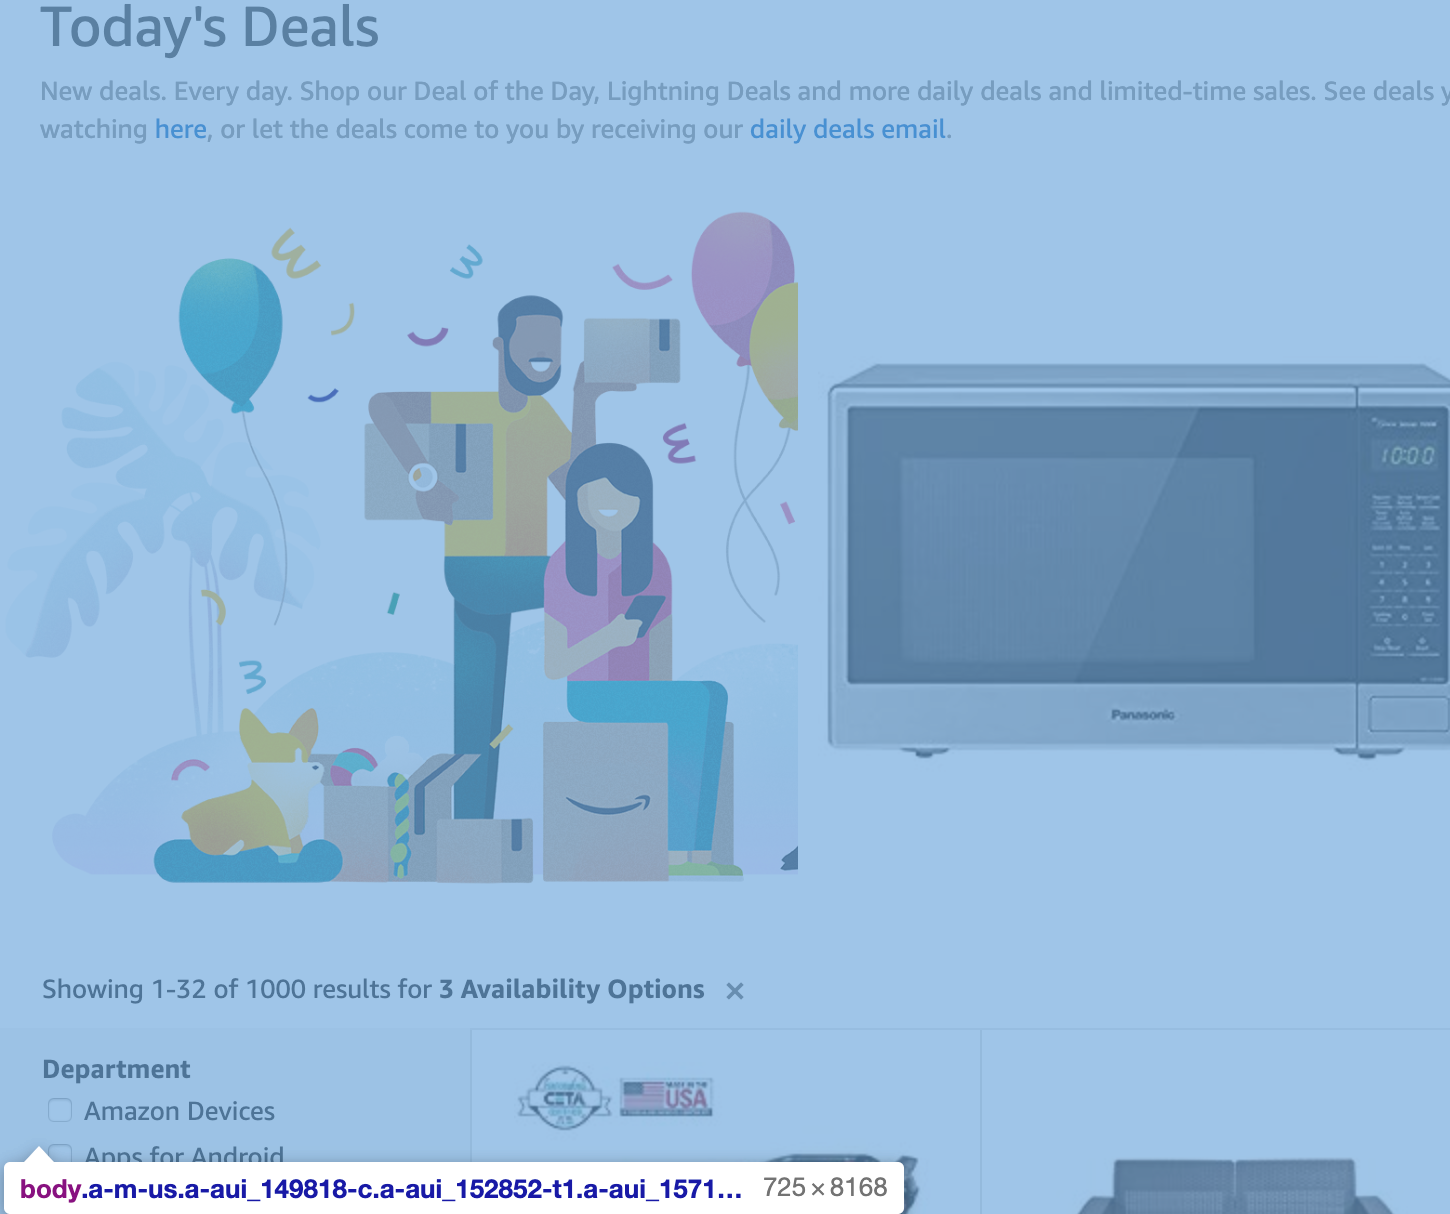 Today's Deals
New deals. Every day. Shop our Deal of the Day, Lightning Deals and more daily deals and limited-time sales. See deals y
watching here, or let the deals come to you by receiving our daily deals email.
10:00
Panasonic
Showing 1-32 of 1000 results for 3 Availability Options ×
Department
Amazon Devices
Apps for Android
CETA
MADE IN THE
USA
body.a-m-us.a-aui_149818-c.a-aui_152852-t1.a-aui_1571... 725×8168